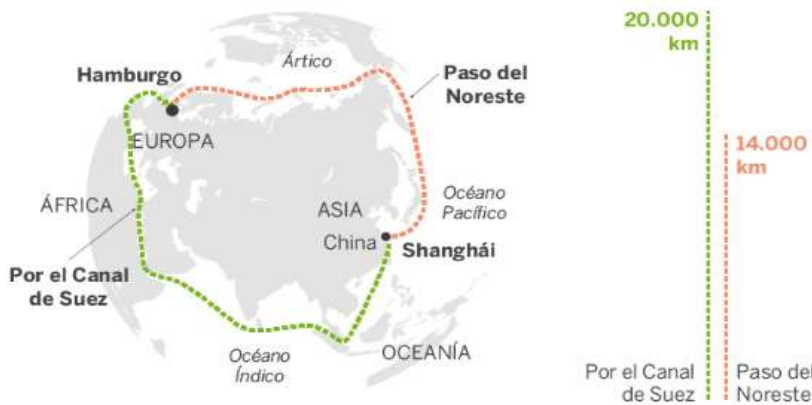 Hamburgo
Ártico
Paso del
Noreste
EUROPA
ÁFRICA
ASIA
Océano
Pacífico
China
Shanghái
Por el Canal
de Suez
Océano
Índico
OCEANÍA
20.000
km
14.000
km
Por el Canal
de Suez
Paso del
Noreste